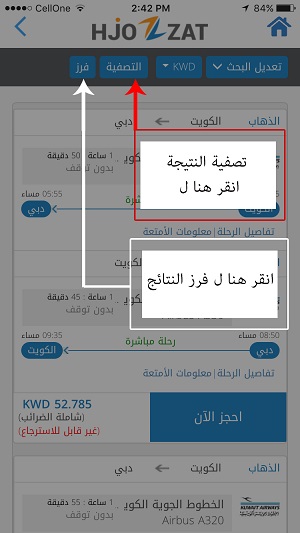 CellOne
2:42 PM
84%
HJOZZAT
تعديل البحث
KWD
التصفية
فرز
الذهاب
الكويت
دبي
تصفية النتيجة
انقر هنا ل
1 ساعة : 50 دقيقة
بدون توقف
05:55 مساء
دبي
الكويت
تفاصيل الرحلة | معلومات الأمتعة
انقر هنا ل فرز النتائج
1 ساعة : 45 دقيقة
بدون توقف
Airbus A320
08:50 مساء
رحلة مباشرة
09:35 مساء
دبي
الكويت
تفاصيل الرحلة | معلومات الأمتعة
احجز الآن
KWD 52.785
(شاملة الضرائب)
(غير قابل للاسترجاع)
الذهاب
الكويت
دبي
KUWAIT AIRWAYS
الخطوط الجوية الكويـ
Airbus A320
1 ساعة : 55 دقيقة
بدون توقف